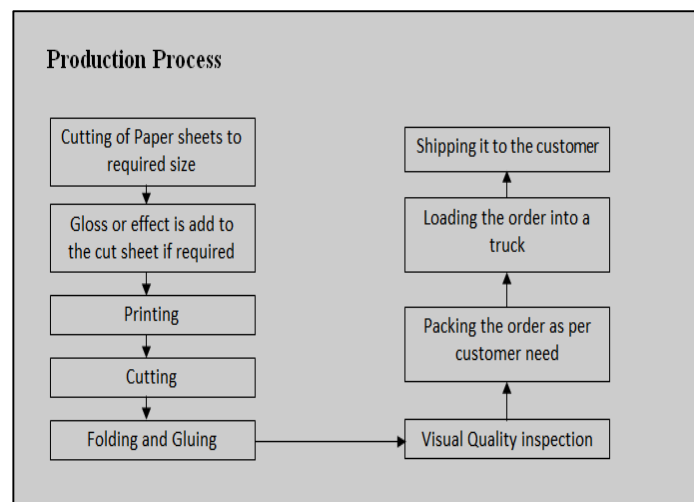 Production Process
Cutting of Paper sheets to
required size
Gloss or effect is add to
the cut sheet if required
Printing
Cutting
Folding and Gluing
Visual Quality inspection
Packing the order as per
customer need
Loading the order into a
truck
Shipping it to the customer